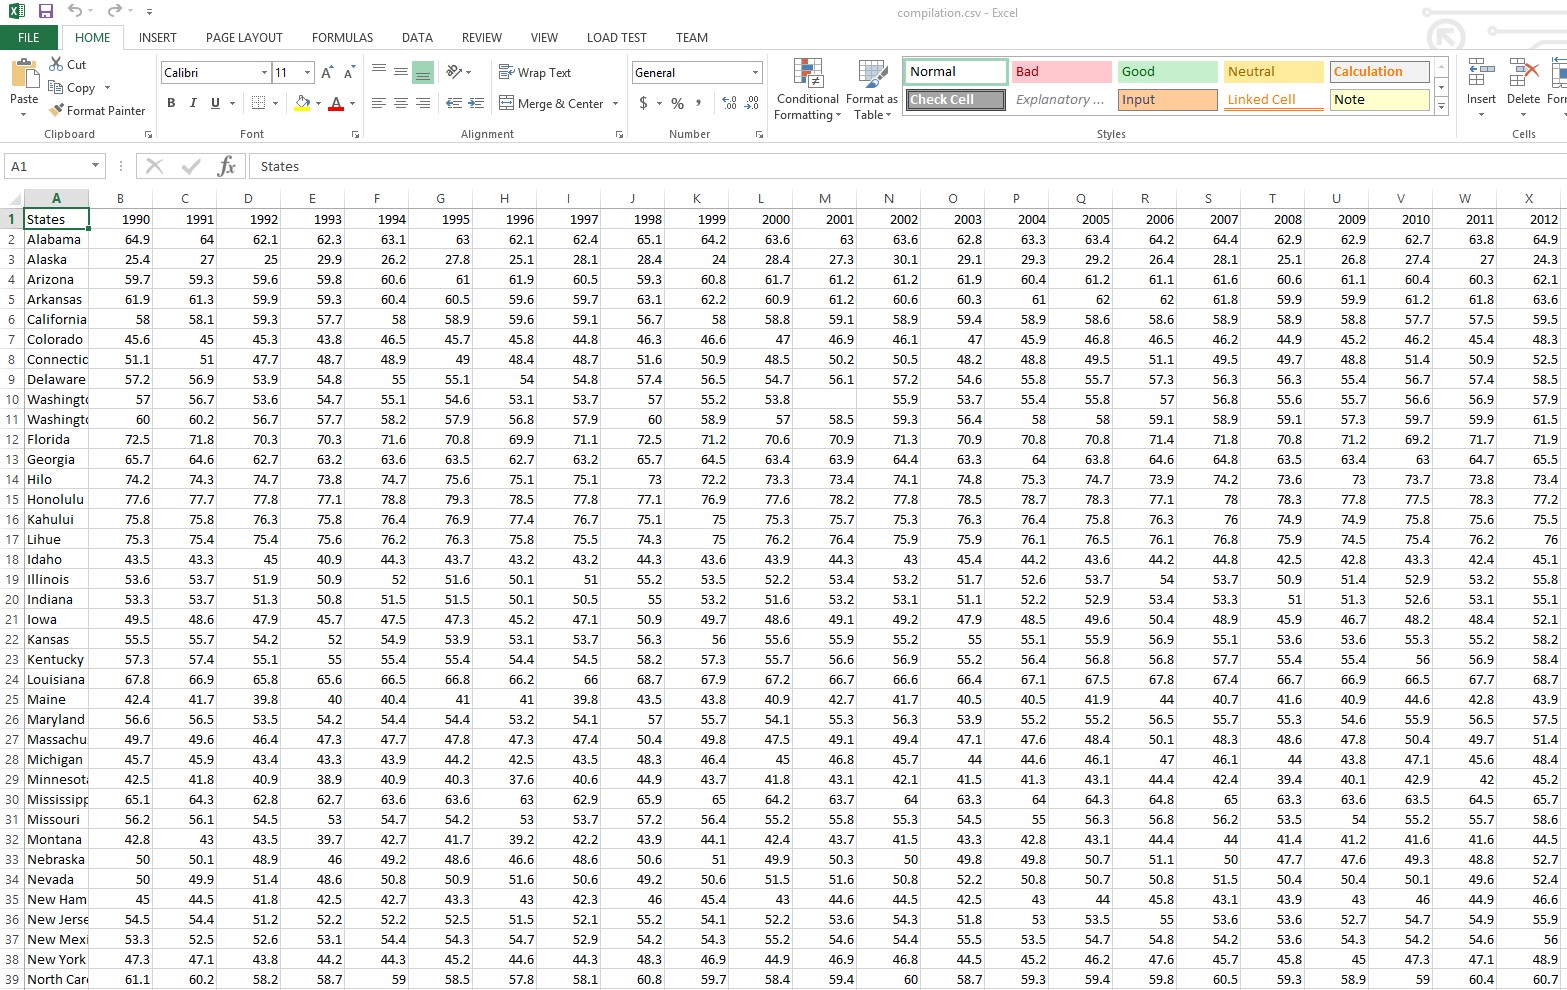 compilation.csv - Excel
FILE HOME INSERT PAGE LAYOUT FORMULAS DATA REVIEW VIEW LOAD TEST TEAM
Cut Calibri 11 A A Wrap Text General Normal Bad Good Neutral Calculation
Copy
Paste Format Painter B I U A Merge & Center $ % , Conditional Formatting Format as Table Check Cell Explanatory ... Input Linked Cell Note Insert Delete Form
Clipboard Font Alignment Number Styles Cells
A1 fx States
A B C D E F G H I J K L M N O P Q R S T U V W X
1 States 1990 1991 1992 1993 1994 1995 1996 1997 1998 1999 2000 2001 2002 2003 2004 2005 2006 2007 2008 2009 2010 2011 2012
2 Alabama 64.9 64 62.1 62.3 63.1 63 62.1 62.4 65.1 64.2 63.6 63 63.6 62.8 63.3 63.4 64.2 64.4 62.9 62.9 62.7 63.8 64.9
3 Alaska 25.4 27 25 29.9 26.2 27.8 25.1 28.1 28.4 24 28.4 27.3 30.1 29.1 29.3 29.2 26.4 28.1 25.1 26.8 27.4 27 24.3
4 Arizona 59.7 59.3 59.6 59.8 60.6 61 61.9 60.5 59.3 60.8 61.7 61.2 61.2 61.9 60.4 61.2 61.1 61.6 60.6 61.1 60.4 60.3 62.1
5 Arkansas 61.9 61.3 59.9 59.3 60.4 60.5 59.6 59.7 63.1 62.2 60.9 61.2 60.6 60.3 61 62 62 61.8 59.9 59.9 61.2 61.8 63.6
6 California 58 58.1 59.3 57.7 58 58.9 59.6 59.1 56.7 58 58.8 59.1 58.9 59.4 58.9 58.6 58.6 58.9 58.9 58.8 57.7 57.5 59.5
7 Colorado 45.6 45 45.3 43.8 46.5 45.7 45.8 44.8 46.3 46.6 47 46.9 46.1 47 45.9 46.8 46.5 46.2 44.9 45.2 46.2 45.4 48.3
8 Connectic 51.1 51 47.7 48.7 48.9 49 48.4 48.7 51.6 50.9 48.5 50.2 50.5 48.2 48.8 49.5 51.1 49.5 49.7 48.8 51.4 50.9 52.5
9 Delaware 57.2 56.9 53.9 54.8 55 55.1 54 54.8 57.4 56.5 54.7 56.1 57.2 54.6 55.8 55.7 57.3 56.3 56.3 55.4 56.7 57.4 58.5
10 Washingto 57 56.7 53.6 54.7 55.1 54.6 53.1 53.7 57 55.2 53.8 55.9 53.7 55.4 55.8 57 56.8 55.6 55.7 56.6 56.9 57.9
11 Washingto 60 60.2 56.7 57.7 58.2 57.9 56.8 57.9 60 58.9 57 58.5 59.3 56.4 58 58 59.1 58.9 59.1 57.3 59.7 59.9 61.5
12 Florida 72.5 71.8 70.3 70.3 71.6 70.8 69.9 71.1 72.5 71.2 70.6 70.9 71.3 70.9 70.8 70.8 71.4 71.8 70.8 71.2 69.2 71.7 71.9
13 Georgia 65.7 64.6 62.7 63.2 63.6 63.5 62.7 63.2 65.7 64.5 63.4 63.9 64.4 63.3 64 63.8 64.6 64.8 63.5 63.4 63 64.7 65.5
14 Hilo 74.2 74.3 74.7 73.8 74.7 75.6 75.1 75.1 73 72.2 73.3 73.4 74.1 74.8 75.3 74.7 73.9 74.2 73.6 73 73.7 73.8 73.4
15 Honolulu 77.6 77.7 77.8 77.1 78.8 79.3 78.5 77.8 77.1 76.9 77.6 78.2 77.8 78.5 78.7 78.3 77.1 78 78.3 77.8 77.5 78.3 77.2
16 Kahului 75.8 75.8 76.3 75.8 76.4 76.9 77.4 76.7 75.1 75 75.3 75.7 75.3 76.3 76.4 75.8 76.3 76 74.9 74.9 75.8 75.6 75.5
17 Lihue 75.3 75.4 75.4 75.6 76.2 76.3 75.8 75.5 74.3 75 76.2 76.4 75.9 75.9 76.1 76.5 76.1 76.8 75.9 74.5 75.4 76.2 76
18 Idaho 43.5 43.3 45 40.9 44.3 43.7 43.2 43.2 44.3 43.6 43.9 44.3 43 45.4 44.2 43.6 44.2 44.8 42.5 42.8 43.3 42.4 45.1
19 Illinois 53.6 53.7 51.9 50.9 52 51.6 50.1 51 55.2 53.5 52.2 53.4 53.2 51.7 52.6 53.7 54 53.7 50.9 51.4 52.9 53.2 55.8
20 Indiana 53.3 53.7 51.3 50.8 51.5 51.5 50.1 50.5 55 53.2 51.6 53.2 53.1 51.1 52.2 52.9 53.4 53.3 51 51.3 52.6 53.1 55.1
21 Iowa 49.5 48.6 47.9 45.7 47.5 47.3 45.2 47.1 50.9 49.7 48.6 49.1 49.2 47.9 48.5 49.6 50.4 48.9 45.9 46.7 48.2 48.4 52.1
22 Kansas 55.5 55.7 54.2 52 54.9 53.9 53.1 53.7 56.3 56 55.6 55.9 55.2 55 55.1 55.9 56.9 55.1 53.6 53.6 55.3 55.2 58.2
23 Kentucky 57.3 57.4 55.1 55 55.4 55.4 54.4 54.5 58.2 57.3 55.7 56.6 56.9 55.2 56.4 56.8 56.8 57.7 55.4 55.4 56 56.9 58.4
24 Louisiana 67.8 66.9 65.8 65.6 66.5 66.8 66.2 66 68.7 67.9 67.2 66.7 66.6 66.4 67.1 67.5 67.8 67.4 66.7 66.9 66.5 67.7 68.7
25 Maine 42.4 41.7 39.8 40 40.4 41 41 39.8 43.5 43.8 40.9 42.7 41.7 40.5 40.5 41.9 44 40.7 41.6 40.9 44.6 42.8 43.9
26 Maryland 56.6 56.5 53.5 54.2 54.4 54.4 53.2 54.1 57 55.7 54.1 55.3 56.3 53.9 55.2 55.2 56.5 55.7 55.3 54.6 55.9 56.5 57.5
27 Massachu 49.7 49.6 46.4 47.3 47.7 47.8 47.3 47.4 50.4 49.8 47.5 49.1 49.4 47.1 47.6 48.4 50.1 48.3 48.6 47.8 50.4 49.7 51.4
28 Michigan 45.7 45.9 43.4 43.3 43.9 44.2 42.5 43.5 48.3 46.4 45 46.8 45.7 44 44.6 46.1 47 46.1 44 43.8 47.1 45.6 48.4
29 Minnesota 42.5 41.8 40.9 38.9 40.9 40.3 37.6 40.6 44.9 43.7 41.8 43.1 42.1 41.5 41.3 43.1 44.4 42.4 39.4 40.1 42.9 42 45.2
30 Mississipp 65.1 64.3 62.8 62.7 63.6 63.6 63 62.9 65.9 65 64.2 63.7 64 63.3 64 64.3 64.8 65 63.3 63.6 63.5 64.5 65.7
31 Missouri 56.2 56.1 54.5 53 54.7 54.2 53 53.7 57.2 56.4 55.2 55.8 55.3 54.5 55 56.3 56.8 56.2 53.5 54 55.2 55.7 58.6
32 Montana 42.8 43 43.5 39.7 42.7 41.7 39.2 42.2 43.9 44.1 42.4 43.7 41.5 43.3 42.8 43.1 44.4 44 41.4 41.2 41.6 41.6 44.5
33 Nebraska 50 50.1 48.9 46 49.2 48.6 46.6 48.6 50.6 51 49.9 50.3 50 49.8 49.8 50.7 51.1 50 47.7 47.6 49.3 48.8 52.7
34 Nevada 50 49.9 51.4 48.6 50.8 50.9 51.6 50.6 49.2 50.6 51.5 51.6 50.8 52.2 50.8 50.7 50.8 51.5 50.4 50.4 50.1 49.6 52.4
35 New Ham 45 44.5 41.8 42.5 42.7 43.3 43 42.3 46 45.4 43 44.6 44.5 42.5 43 44 45.8 43.1 43.9 43 46 44.9 46.6
36 New Jerse 54.5 54.4 51.2 52.2 52.2 52.5 51.5 52.1 55.2 54.1 52.2 53.6 54.3 51.8 53 53.5 55 53.6 53.6 52.7 54.7 54.9 55.9
37 New Mexi 53.3 52.5 52.6 53.1 54.4 54.3 54.7 52.9 54.2 54.3 55.2 54.6 54.4 55.5 53.5 54.7 54.8 54.2 53.6 54.3 54.2 54.6 56
38 New York 47.3 47.1 43.8 44.2 44.3 45.2 44.6 44.3 48.3 46.9 44.9 46.9 46.8 44.5 45.2 46.2 47.6 45.7 45.8 45 47.3 47.1 48.9
39 North Car 61.1 60.2 58.2 58.7 59 58.5 57.8 58.1 60.8 59.7 58.4 59.4 60 58.7 59.3 59.4 59.8 60.5 59.3 58.9 59 60.4 60.7